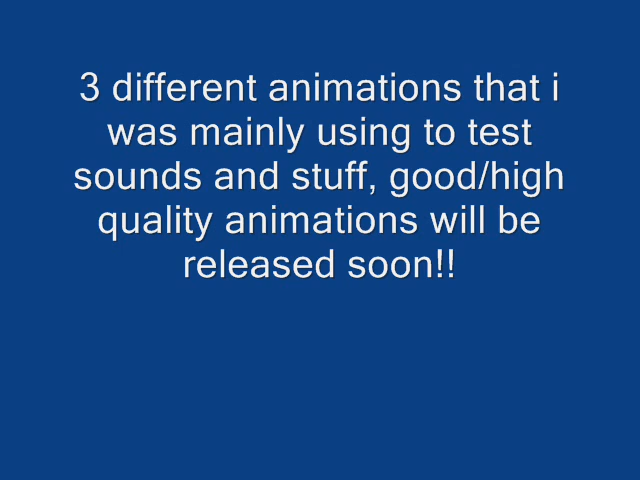 3 different animations that i
was mainly using to test
sounds and stuff, good/high
quality animations will be
released soon!!